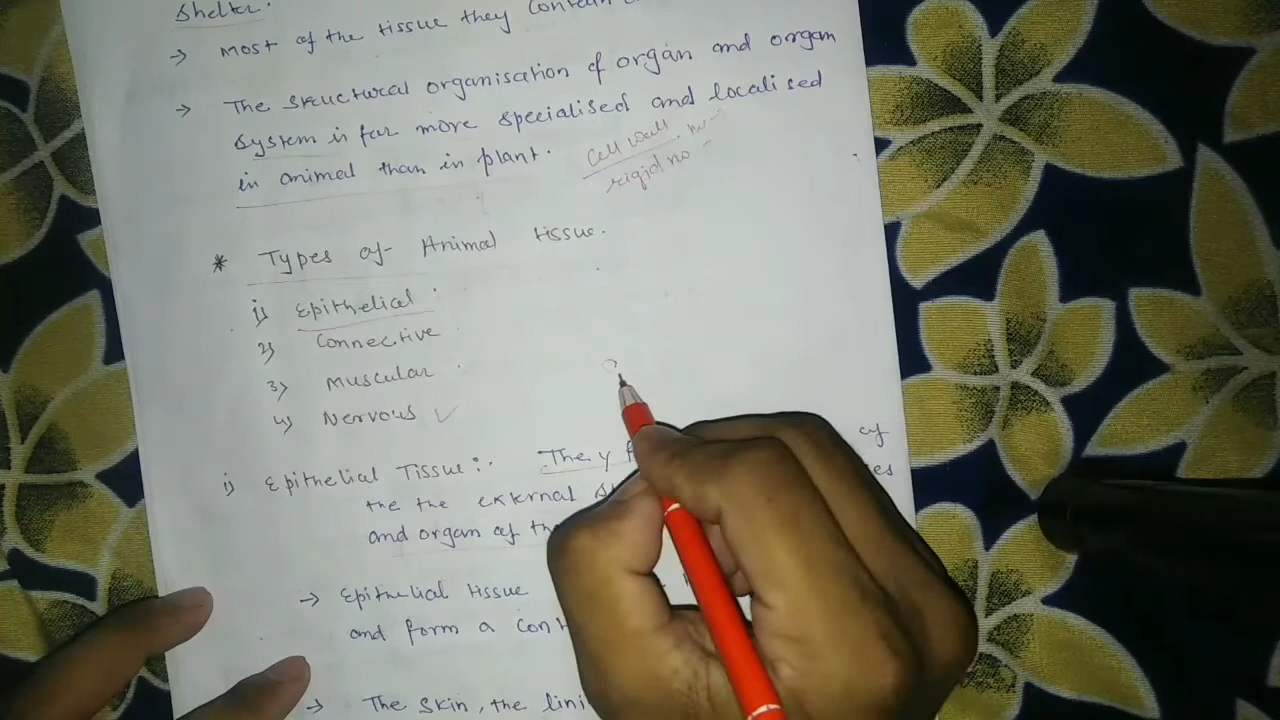 Shelter.
→ Most of the tissue they contain
→ The structural organisation of organ and organ
system is far more specialised and localised
in animal than in plant.
Cell wall
rigid no
* Types of Animal tissue.
1) Epithelial
2) Connective
3) Muscular
4) Nervous ✓
1) Epithelial Tissue:. They of
the the external
and organ of
→ Epithelial tissue
and form a
→ The skin, the